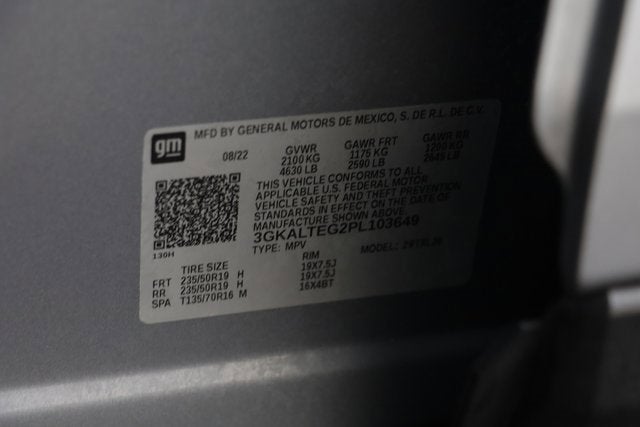 gm
MFD BY GENERAL MOTORS DE MEXICO, S. DE R.L. DE C.V.
08/22 GVWR GAWR FRT GAWR RR
2100 KG 1175 KG 1200 KG
4630 LB 2590 LB 2645 LB
THIS VEHICLE CONFORMS TO ALL
APPLICABLE U.S. FEDERAL MOTOR
VEHICLE SAFETY AND THEFT PREVENTION
STANDARDS IN EFFECT ON THE DATE OF
MANUFACTURE SHOWN ABOVE.
3GKALTEG2PL103649
TYPE: MPV MODEL:
130H
TIRE SIZE RIM
FRT 235/50R19 H 19X7.5J
RR 235/50R19 H 19X7.5J
SPA T135/70R16 M 16X4BT